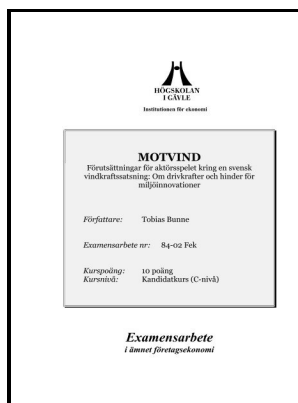 HÖGSKOLAN
I GÄVLE
Institutionen för ekonomi
MOTVIND
Förutsättningar för aktörsspelet kring en svensk
vindkraftssatsning: Om drivkrafter och hinder för
miljöinnovationer
Författare: Tobias Bunne
Examensarbete nr: 84-02 Fek
Kurspoäng: 10 poäng
Kursnivå: Kandidatkurs (C-nivå)
Examensarbete
i ämnet företagsekonomi